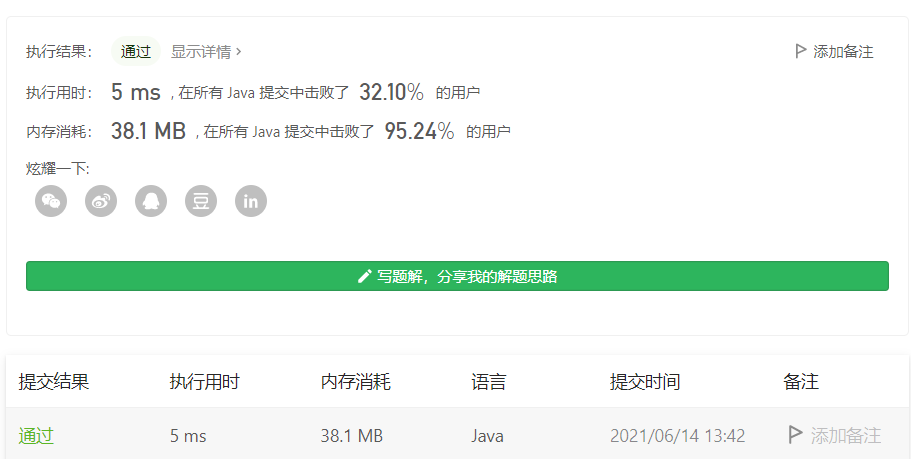 执行结果： 通过 显示详情 › 添加备注
执行用时： 5 ms , 在所有 Java 提交中击败了 32.10% 的用户
内存消耗： 38.1 MB , 在所有 Java 提交中击败了 95.24% 的用户
炫耀一下:
豆 in
写题解，分享我的解题思路
提交结果 执行用时 内存消耗 语言 提交时间 备注
通过 5 ms 38.1 MB Java 2021/06/14 13:42 添加备注